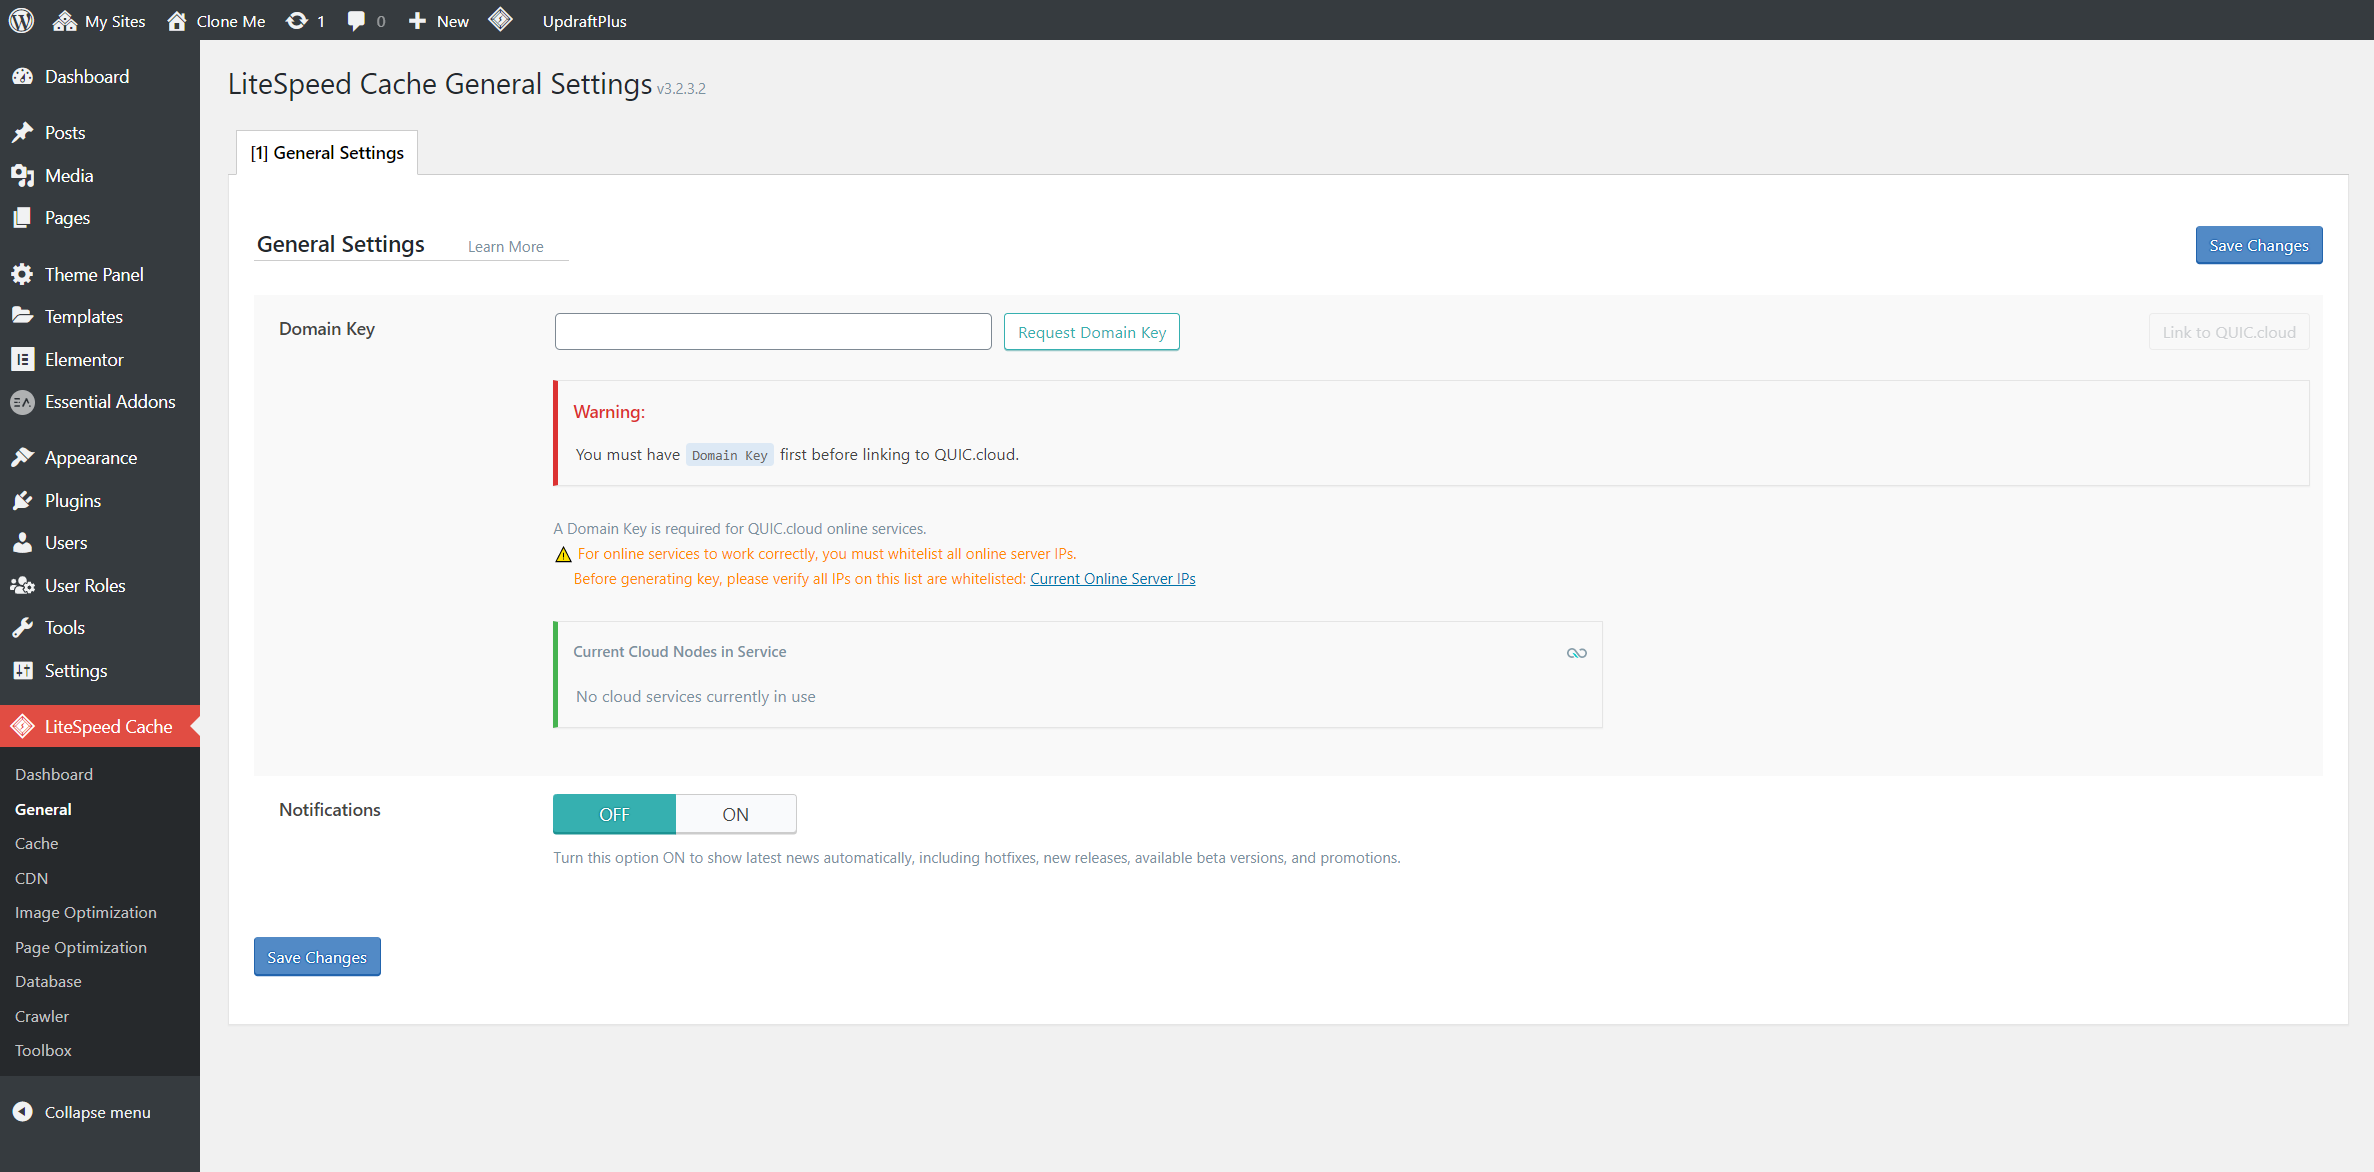 My Sites Clone Me 1 0 New UpdraftPlus
Dashboard
Posts
Media
Pages
Theme Panel
Templates
Elementor
Essential Addons
Appearance
Plugins
Users
User Roles
Tools
Settings
LiteSpeed Cache
Dashboard
General
Cache
CDN
Image Optimization
Page Optimization
Database
Crawler
Toolbox
Collapse menu
LiteSpeed Cache General Settings v3.2.3.2
[1] General Settings
General Settings Learn More Save Changes
Domain Key Request Domain Key Link to QUIC.cloud
Warning:
You must have Domain Key first before linking to QUIC.cloud.
A Domain Key is required for QUIC.cloud online services.
For online services to work correctly, you must whitelist all online server IPs.
Before generating key, please verify all IPs on this list are whitelisted: Current Online Server IPs
Current Cloud Nodes in Service
No cloud services currently in use
Notifications OFF ON
Turn this option ON to show latest news automatically, including hotfixes, new releases, available beta versions, and promotions.
Save Changes